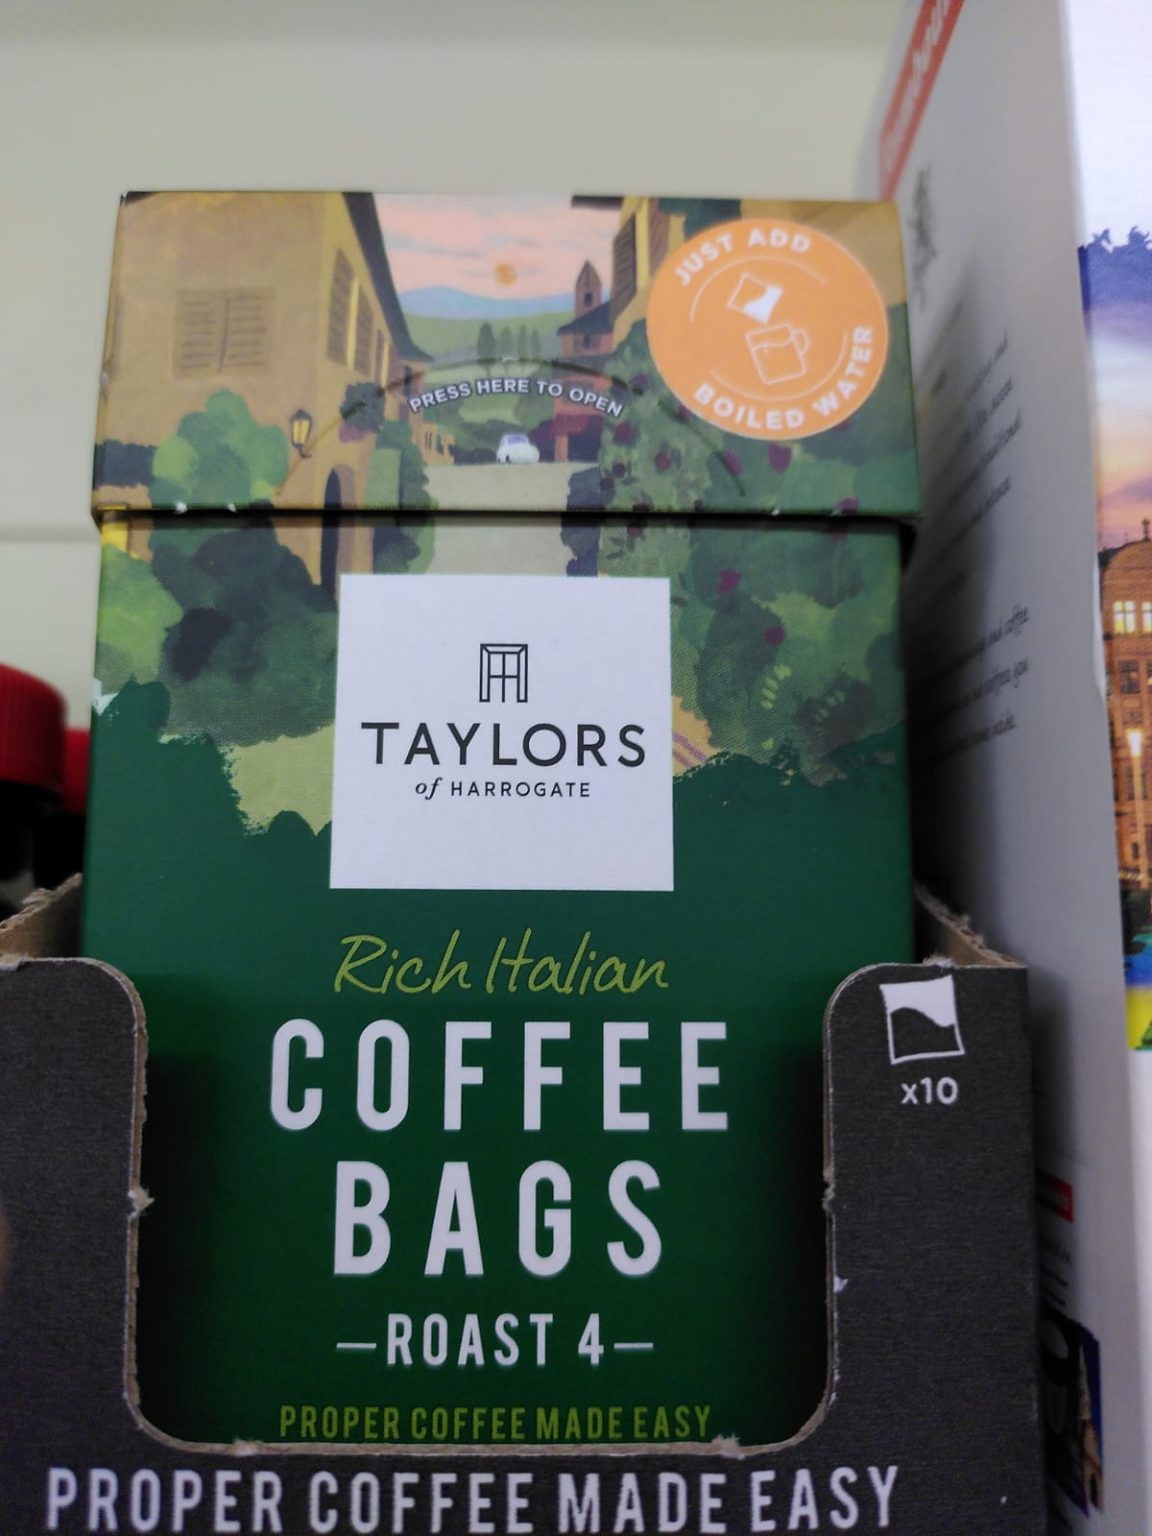 JUST ADD
BOILED WATER
PRESS HERE TO OPEN
TAYLORS
of HARROGATE
Rich Italian
COFFEE
BAGS
x10
—ROAST 4—
PROPER COFFEE MADE EASY
PROPER COFFEE MADE EASY